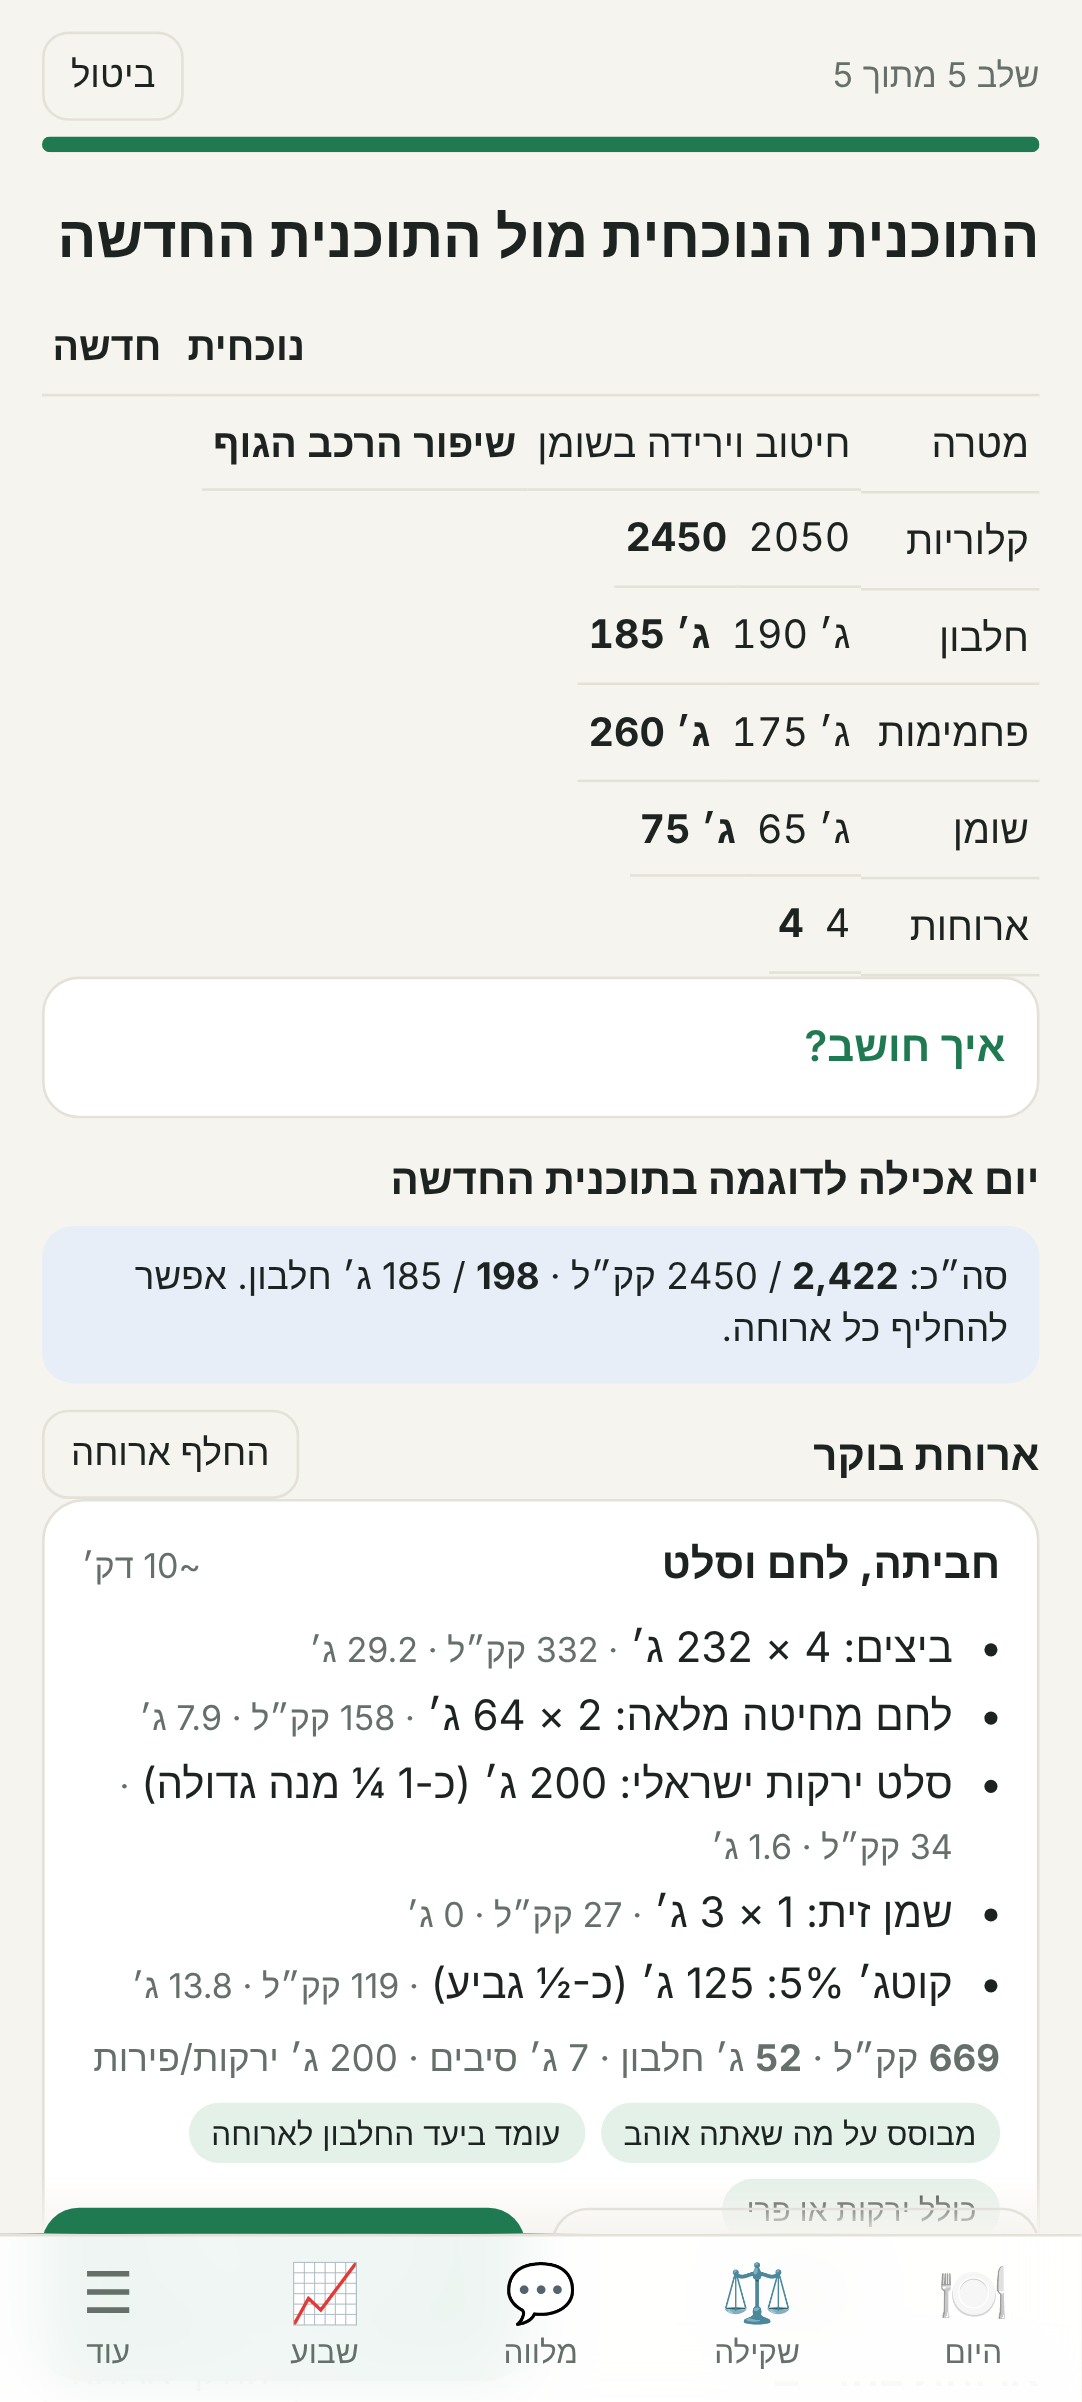 שלב 5 מתוך 5
ביטול
התוכנית הנוכחית מול התוכנית החדשה
נוכחית חדשה
מטרה חיטוב וירידה בשומן שיפור הרכב הגוף
קלוריות 2050 2450
חלבון 190 ג׳ 185 ג׳
פחמימות 175 ג׳ 260 ג׳
שומן 65 ג׳ 75 ג׳
ארוחות 4 4
איך חושב?
יום אכילה לדוגמה בתוכנית החדשה
סה״כ: 2,422 / 2450 קק״ל · 198 / 185 ג׳ חלבון. אפשר
להחליף כל ארוחה.
ארוחת בוקר
החלף ארוחה
חביתה, לחם וסלט
~10 דק׳
• ביצים: 4 × 232 ג׳ · 332 קק״ל · 29.2 ג׳
• לחם מחיטה מלאה: 2 × 64 ג׳ · 158 קק״ל · 7.9 ג׳
• סלט ירקות ישראלי: 200 ג׳ (כ-1 ¼ מנה גדולה) ·
34 קק״ל · 1.6 ג׳
• שמן זית: 1 × 3 ג׳ · 27 קק״ל · 0 ג׳
• קוטג׳ 5%: 125 ג׳ (כ-½ גביע) · 119 קק״ל · 13.8 ג׳
669 קק״ל · 52 ג׳ חלבון · 7 ג׳ סיבים · 200 ג׳ ירקות/פירות
מבוסס על מה שאתה אוהב
עומד ביעד החלבון לארוחה
כולל ירקות או פרי
היום
שקילה
מלווה
שבוע
עוד